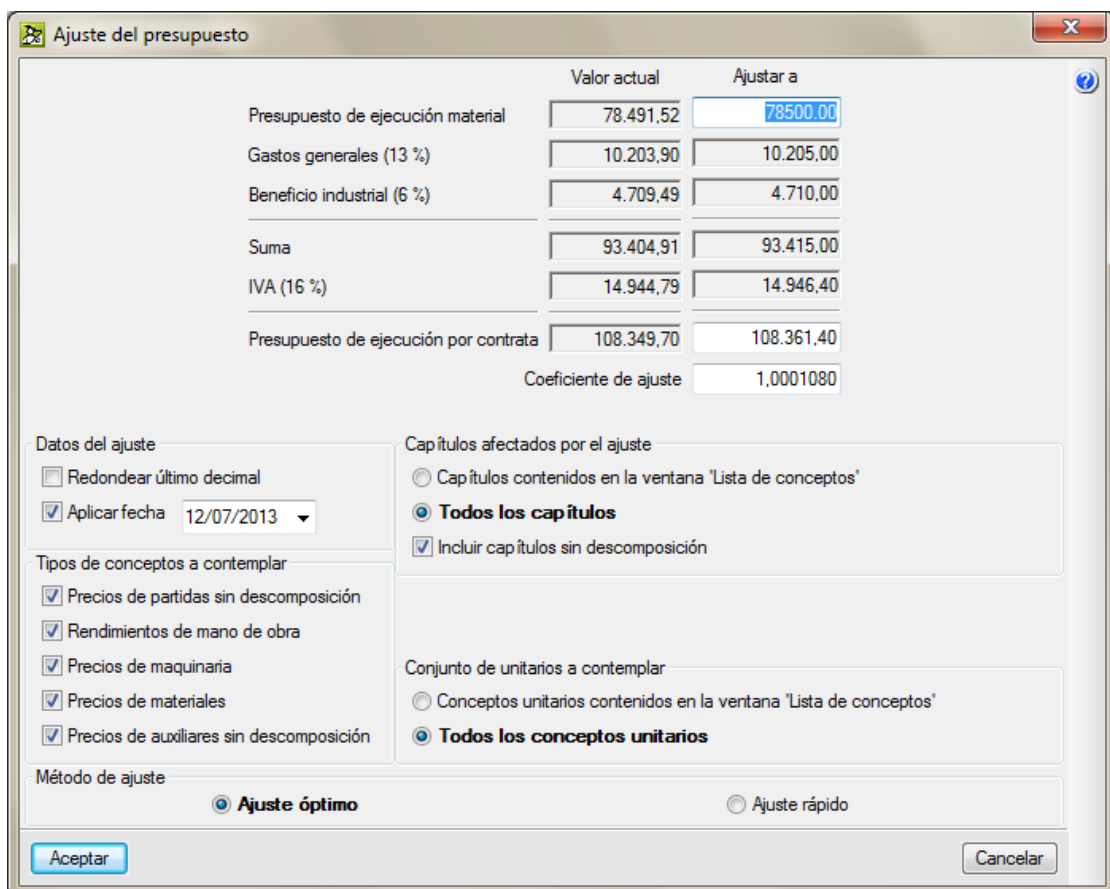 Ajuste del presupuesto
Valor actual Ajustar a
Presupuesto de ejecución material 78.491,52 78500.00
Gastos generales (13 %) 10.203,90 10.205,00
Beneficio industrial (6 %) 4.709,49 4.710,00
Suma 93.404,91 93.415,00
IVA (16 %) 14.944,79 14.946,40
Presupuesto de ejecución por contrata 108.349,70 108.361,40
Coeficiente de ajuste 1,0001080
Datos del ajuste
Redondear último decimal
Aplicar fecha 12/07/2013
Capítulos afectados por el ajuste
Capítulos contenidos en la ventana 'Lista de conceptos'
Todos los capítulos
Incluir capítulos sin descomposición
Tipos de conceptos a contemplar
Precios de partidas sin descomposición
Rendimientos de mano de obra
Precios de maquinaria
Precios de materiales
Precios de auxiliares sin descomposición
Conjunto de unitarios a contemplar
Conceptos unitarios contenidos en la ventana 'Lista de conceptos'
Todos los conceptos unitarios
Método de ajuste
Ajuste óptimo Ajuste rápido
Aceptar Cancelar